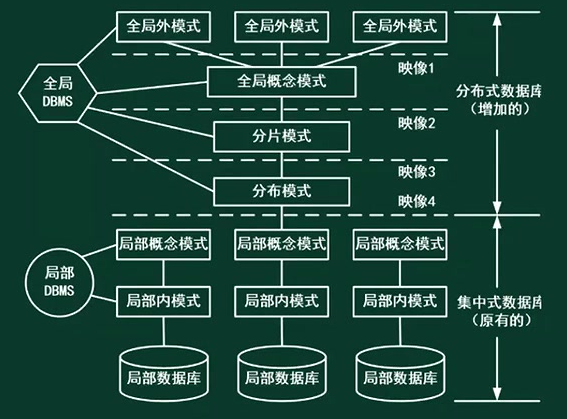 全局外模式 全局外模式 全局外模式
映像1
全局
DBMS
全局概念模式
分布式数据库
(增加的)
映像2
分片模式
映像3
分布模式
映像4
局部概念模式 局部概念模式 局部概念模式
局部
DBMS
局部内模式 局部内模式 局部内模式
集中式数据库
(原有的)
局部数据库 局部数据库 局部数据库